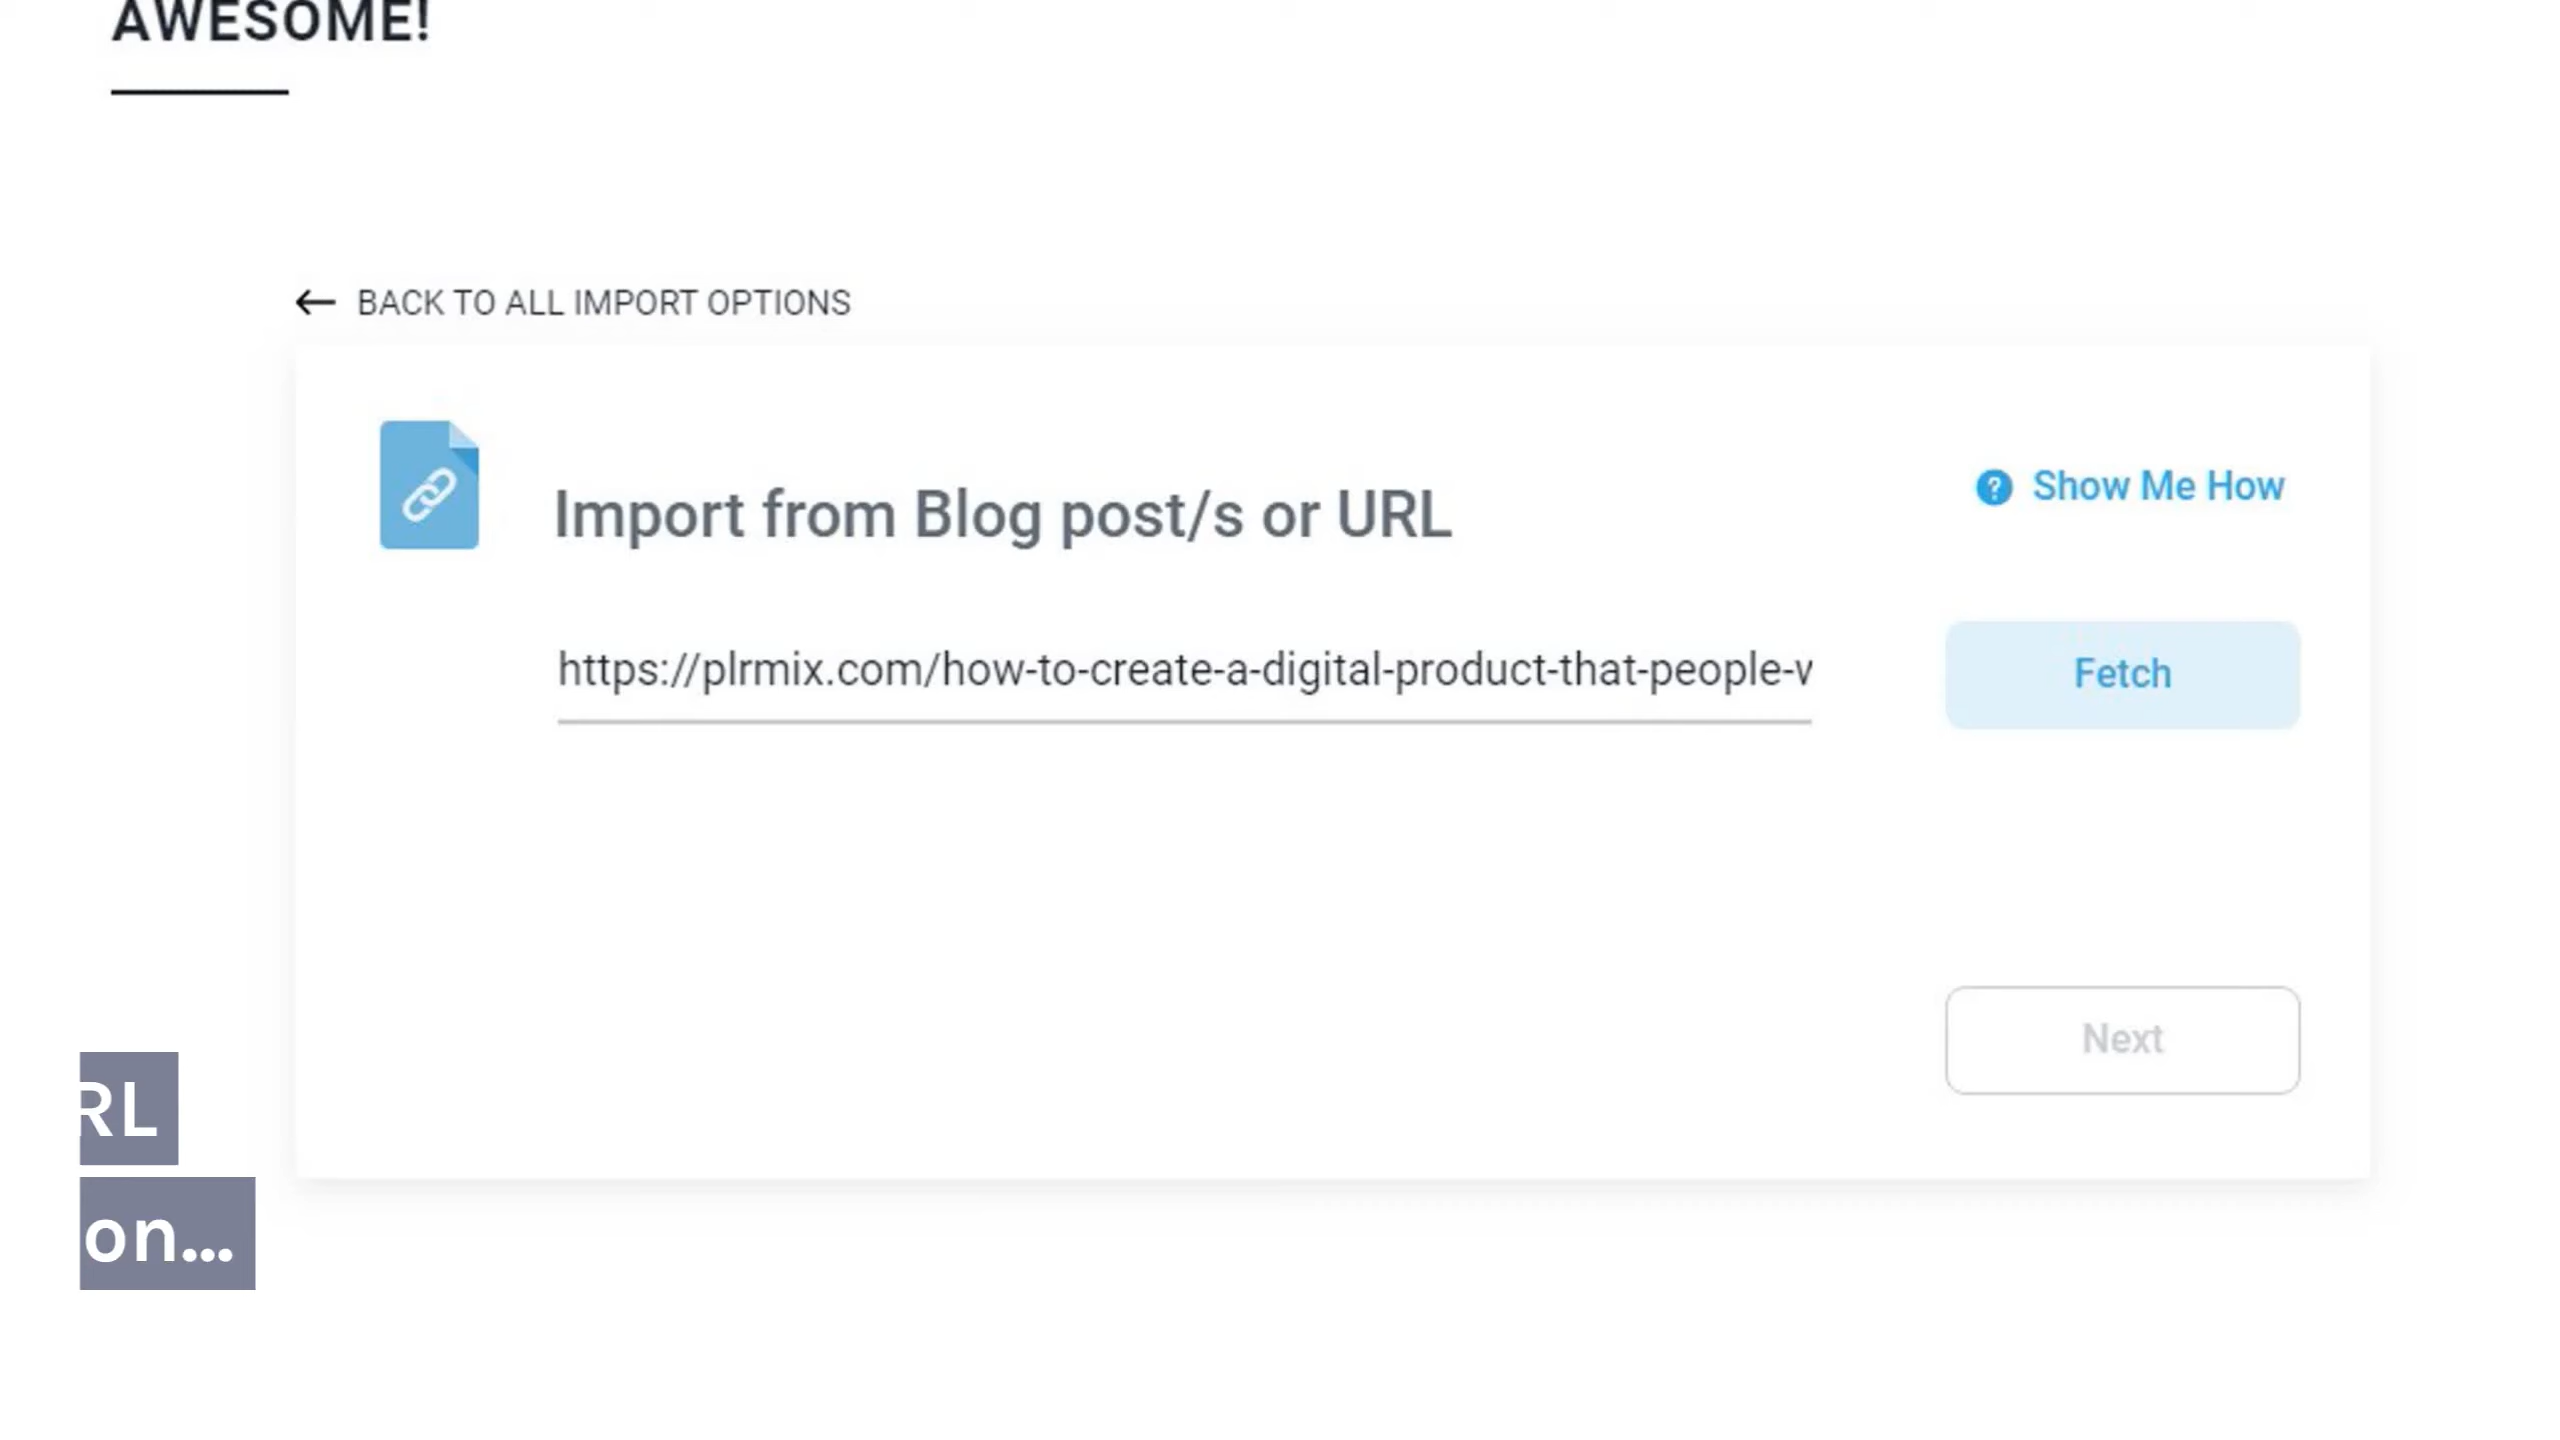 AWESOME!
BACK TO ALL IMPORT OPTIONS
Import from Blog post/s or URL
Show Me How
https://plrmix.com/how-to-create-a-digital-product-that-people-
Fetch
Next
RL
on...